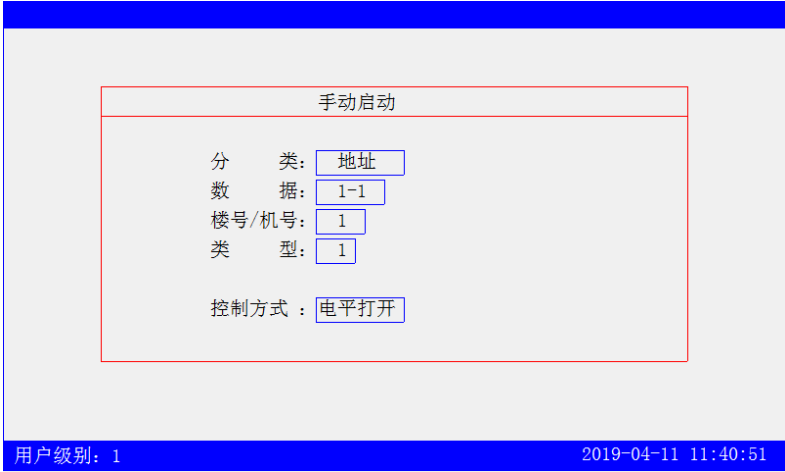 手动启动
分 类: 地址
数 据: 1-1
楼号/机号: 1
类 型: 1
控制方式 : 电平打开
用户级别: 1 2019-04-11 11:40:51